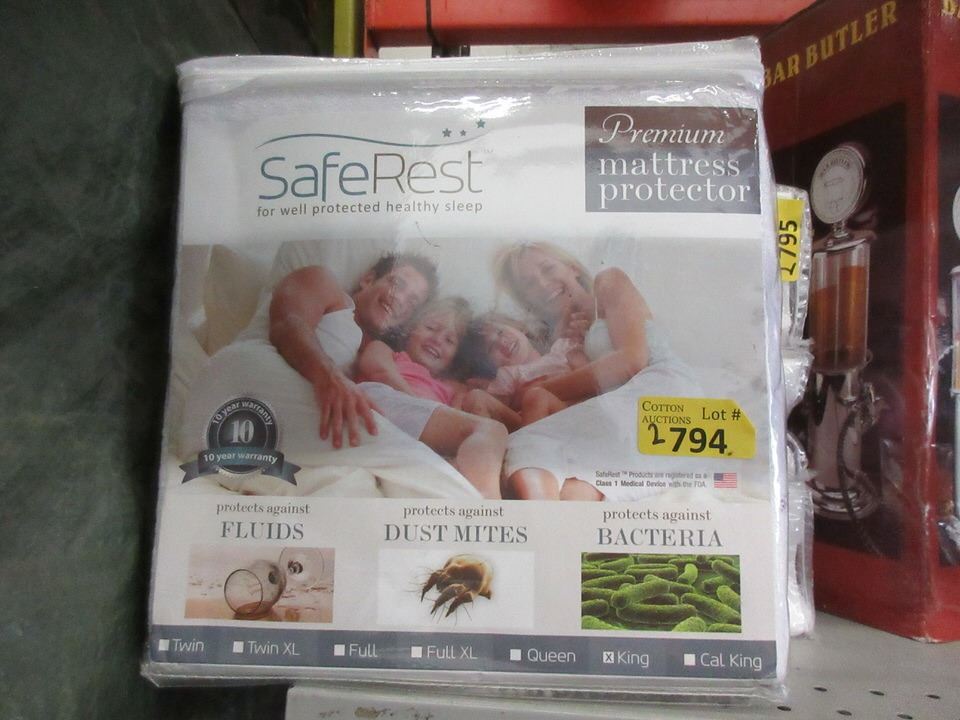 SafeRest™
for well protected healthy sleep
Premium
mattress
protector
BAR BUTLER
2795
10 year warranty
10
10 year warranty
COTTON
AUCTIONS
Lot #
2794
SafeRest™ Products are registered as a
Class 1 Medical Device with the FDA.
protects against
FLUIDS
protects against
DUST MITES
protects against
BACTERIA
Twin
Twin XL
Full
Full XL
Queen
x King
Cal King